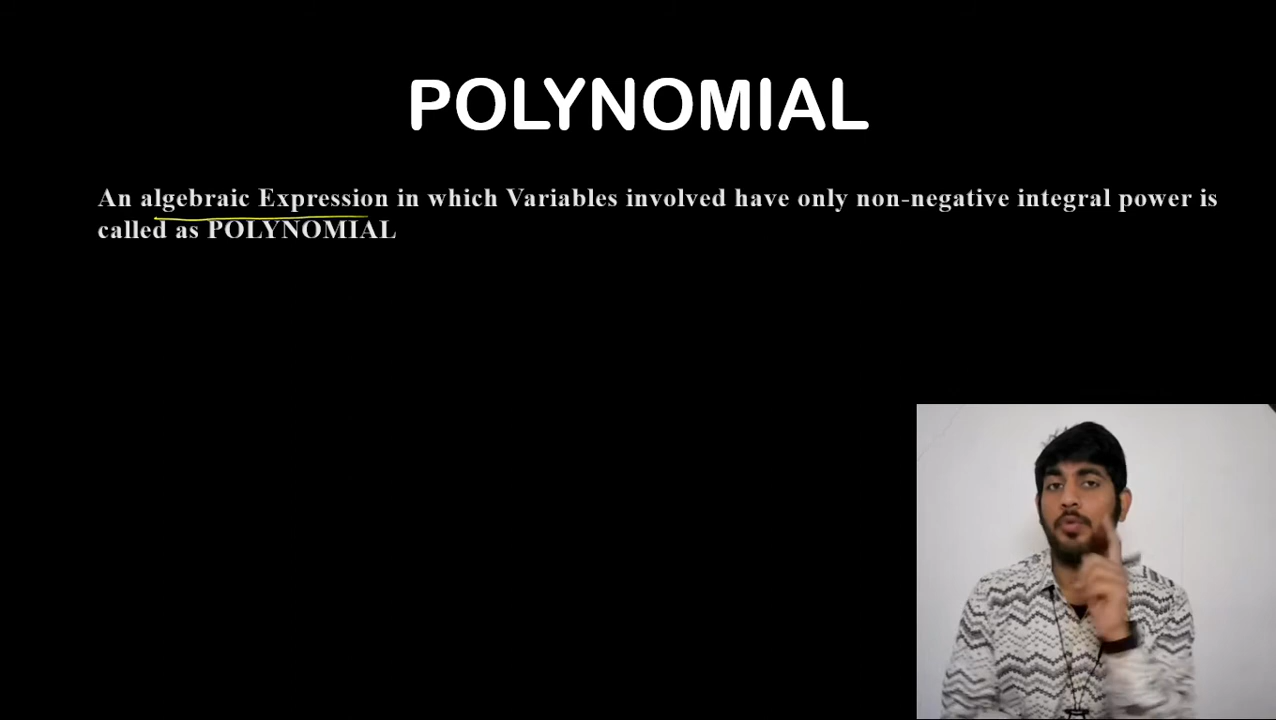 POLYNOMIAL
An algebraic Expression in which Variables involved have only non-negative integral power is
called as POLYNOMIAL